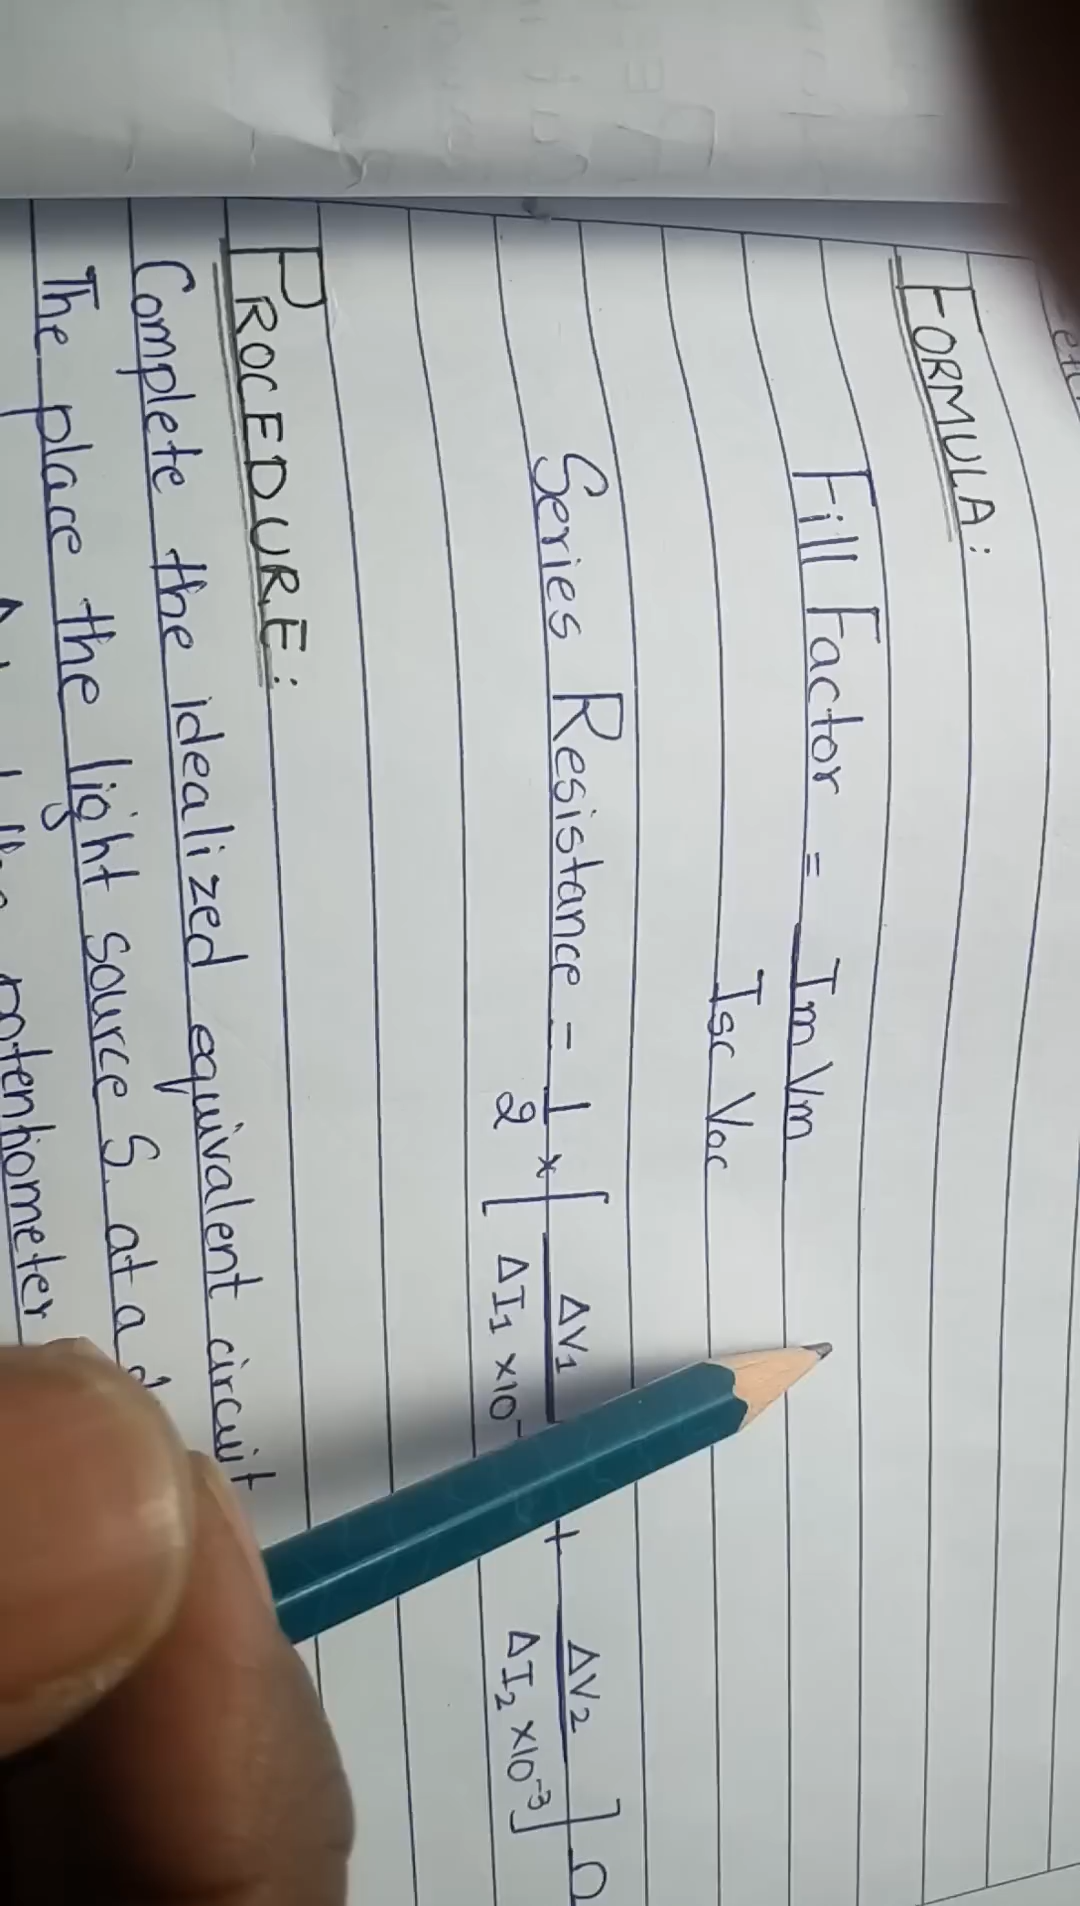 FORMULA:
Fill Factor = Im Vm
Isc Voc
Series Resistance = 1/2 × [ ΔV1 / ΔI1 ×10⁻ + ΔV2 / ΔI2 ×10⁻³ ] Ω
PROCEDURE:
Complete the idealized equivalent circuit
The place the light source S. at a
potentiometer